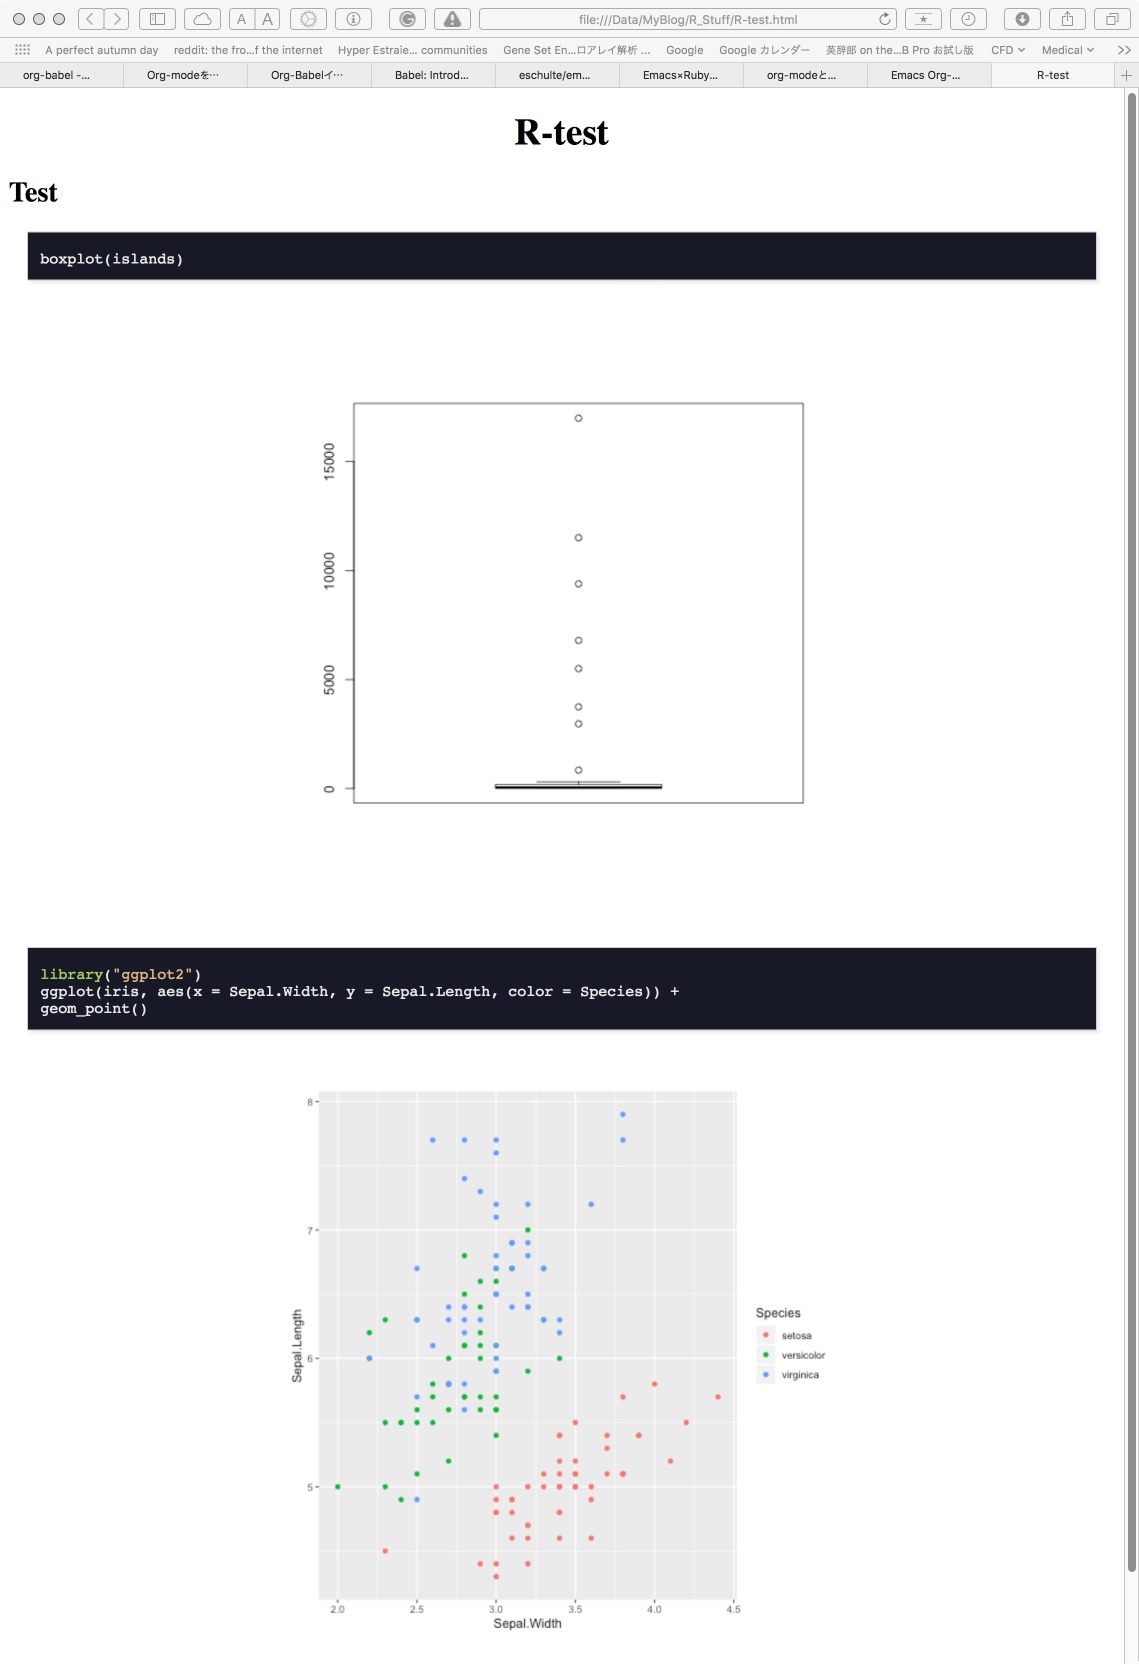 A A G file:///Data/MyBlog/R_Stuff/R-test.html
A perfect autumn day reddit: the fro...f the internet Hyper Estraie... communities Gene Set En...ロアレイ解析 ... Google Google カレンダー 英辞郎 on the...B Pro お試し版 CFD Medical >>
org-babel -... Org-modeを... Org-Babelイ... Babel: Introd... eschulte/em... Emacs×Ruby... org-modeと... Emacs Org-... R-test +
R-test
Test
boxplot(islands)
15000
10000
5000
0
library("ggplot2")
ggplot(iris, aes(x = Sepal.Width, y = Sepal.Length, color = Species)) +
geom_point()
8
7
6
5
Sepal.Length
2.0 2.5 3.0 3.5 4.0 4.5
Sepal.Width
Species
setosa
versicolor
virginica